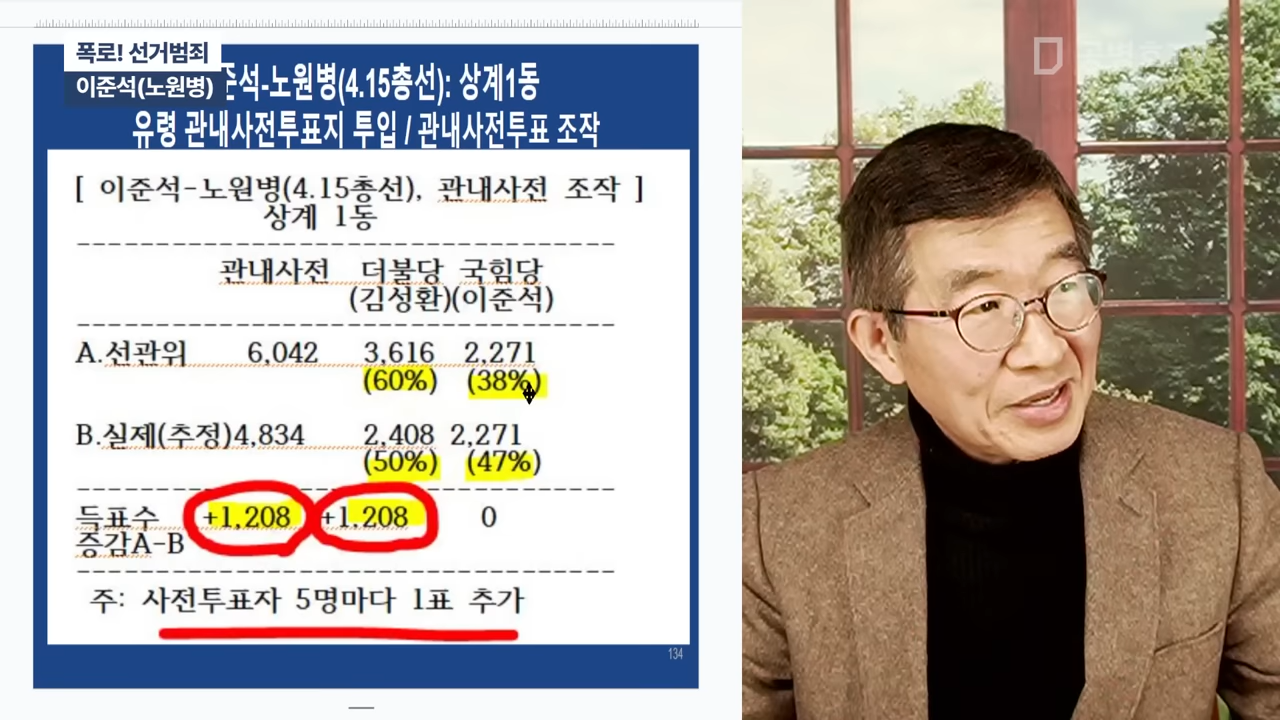 폭로! 선거범죄
이준석(노원병)
준석-노원병(4.15총선): 상계1동
유령 관내사전투표지 투입 / 관내사전투표 조작
[ 이준석-노원병(4.15총선), 관내사전 조작 ]
상계 1동
관내사전 더불당 국힘당
(김성환)(이준석)
A.선관위 6,042 3,616 2,271
(60%) (38%)
B.실제(추정)4,834 2,408 2,271
(50%) (47%)
득표수 +1,208 +1,208 0
증감A-B
주: 사전투표자 5명마다 1표 추가
134